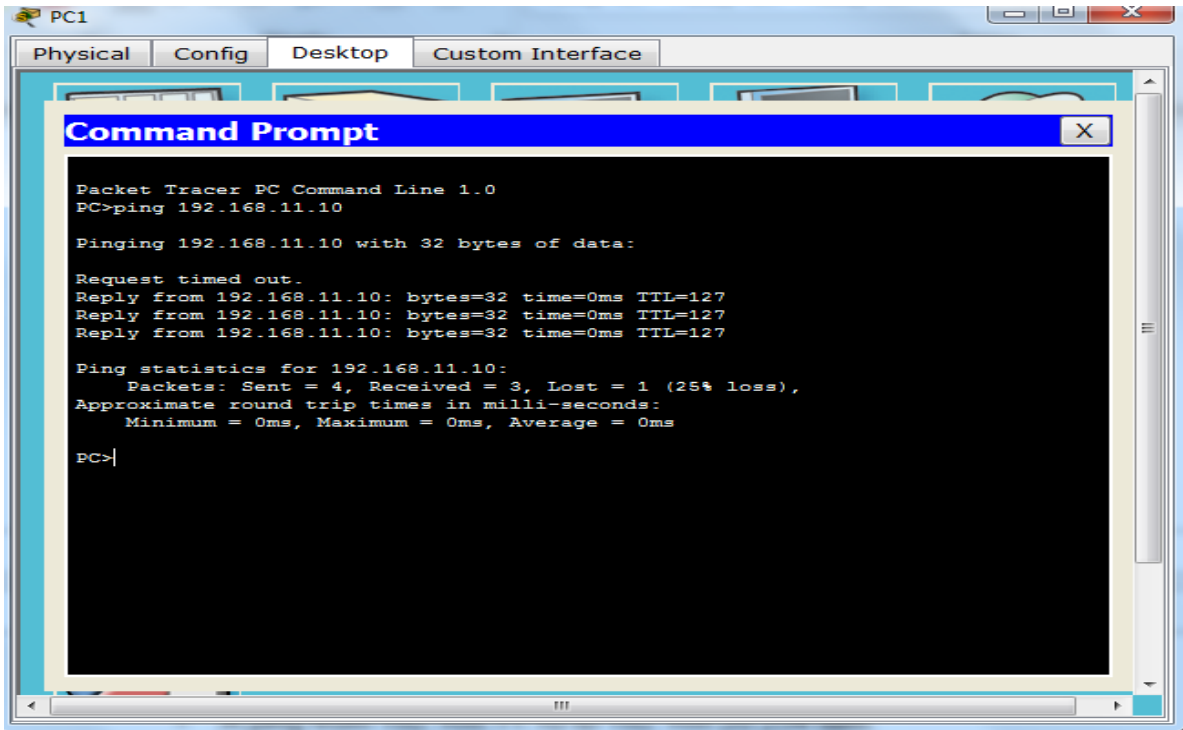 PC1
Physical Config Desktop Custom Interface
Command Prompt X
Packet Tracer PC Command Line 1.0
PC>ping 192.168.11.10
Pinging 192.168.11.10 with 32 bytes of data:
Request timed out.
Reply from 192.168.11.10: bytes=32 time=0ms TTL=127
Reply from 192.168.11.10: bytes=32 time=0ms TTL=127
Reply from 192.168.11.10: bytes=32 time=0ms TTL=127
Ping statistics for 192.168.11.10:
Packets: Sent = 4, Received = 3, Lost = 1 (25% loss),
Approximate round trip times in milli-seconds:
Minimum = 0ms, Maximum = 0ms, Average = 0ms
PC>